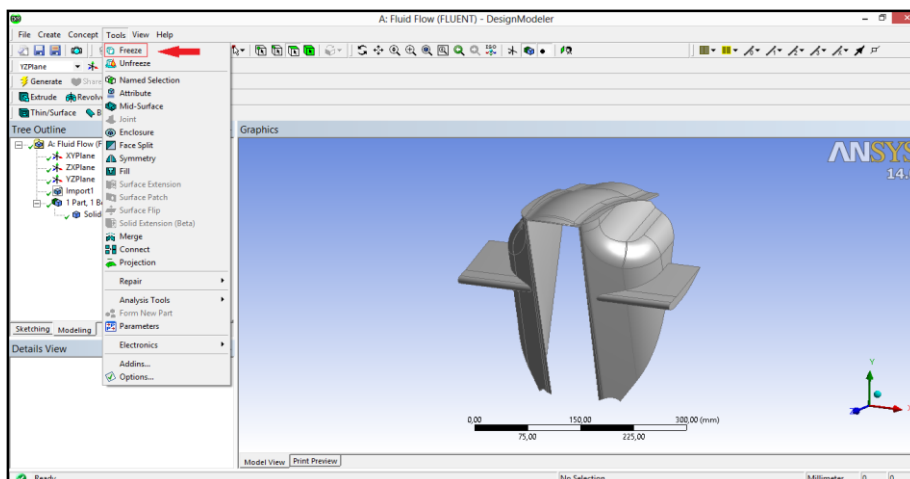 A: Fluid Flow (FLUENT) - DesignModeler
File Create Concept Tools View Help
YZPlane
Generate Share
Extrude Revolve
Thin/Surface
Freeze
Unfreeze
Named Selection
Attribute
Mid-Surface
Joint
Enclosure
Face Split
Symmetry
Fill
Surface Extension
Surface Patch
Surface Flip
Solid Extension (Beta)
Merge
Connect
Projection
Repair
Analysis Tools
Form New Part
Parameters
Electronics
Addins...
Options...
Tree Outline
A: Fluid Flow (F
XYPlane
ZXPlane
YZPlane
Import1
1 Part, 1 B
Solid
Sketching Modeling
Details View
Graphics
ANSYS
14.
0,00 150,00 300,00 (mm)
75,00 225,00
Y
Z
Model View Print Preview
Ready No Selection Millimeter 0 0